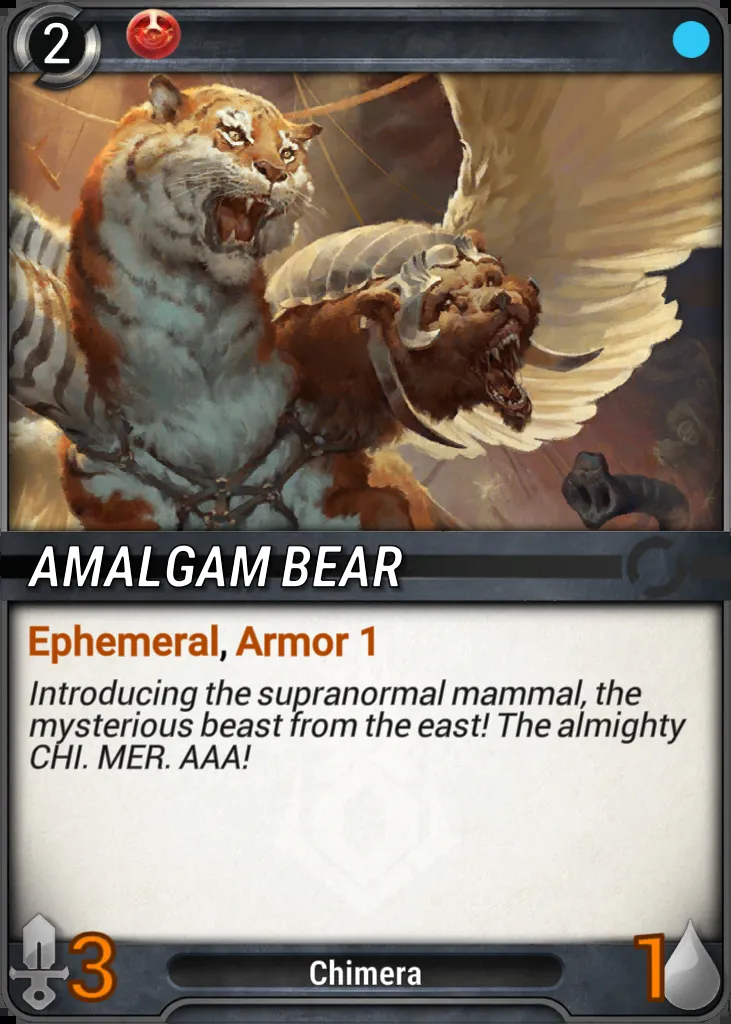 2
AMALGAM BEAR
Ephemeral, Armor 1
Introducing the supranormal mammal, the
mysterious beast from the east! The almighty
CHI. MER. AAA!
3
Chimera
1